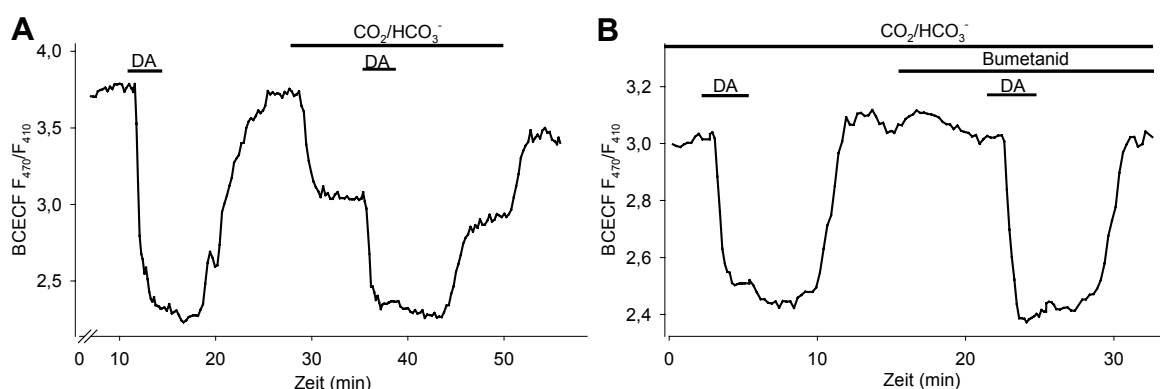 A
CO₂/HCO₃⁻
DA
DA
4,0
3,5
3,0
2,5
BCECF F₄₇₀/F₄₁₀
0
10
20
30
40
50
Zeit (min)
B
CO₂/HCO₃⁻
Bumetanid
DA
DA
3,2
3,0
2,8
2,6
2,4
BCECF F₄₇₀/F₄₁₀
0
10
20
30
Zeit (min)